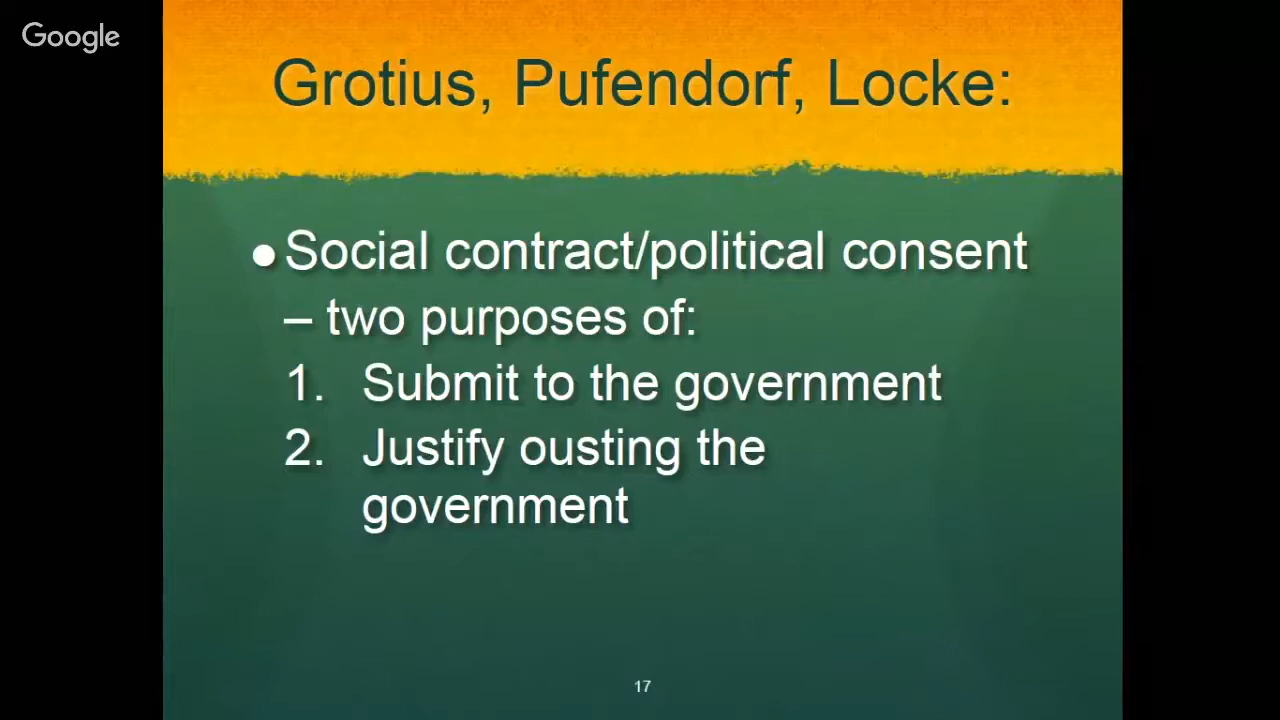 Google
Grotius, Pufendorf, Locke:
● Social contract/political consent
– two purposes of:
1. Submit to the government
2. Justify ousting the
government
17